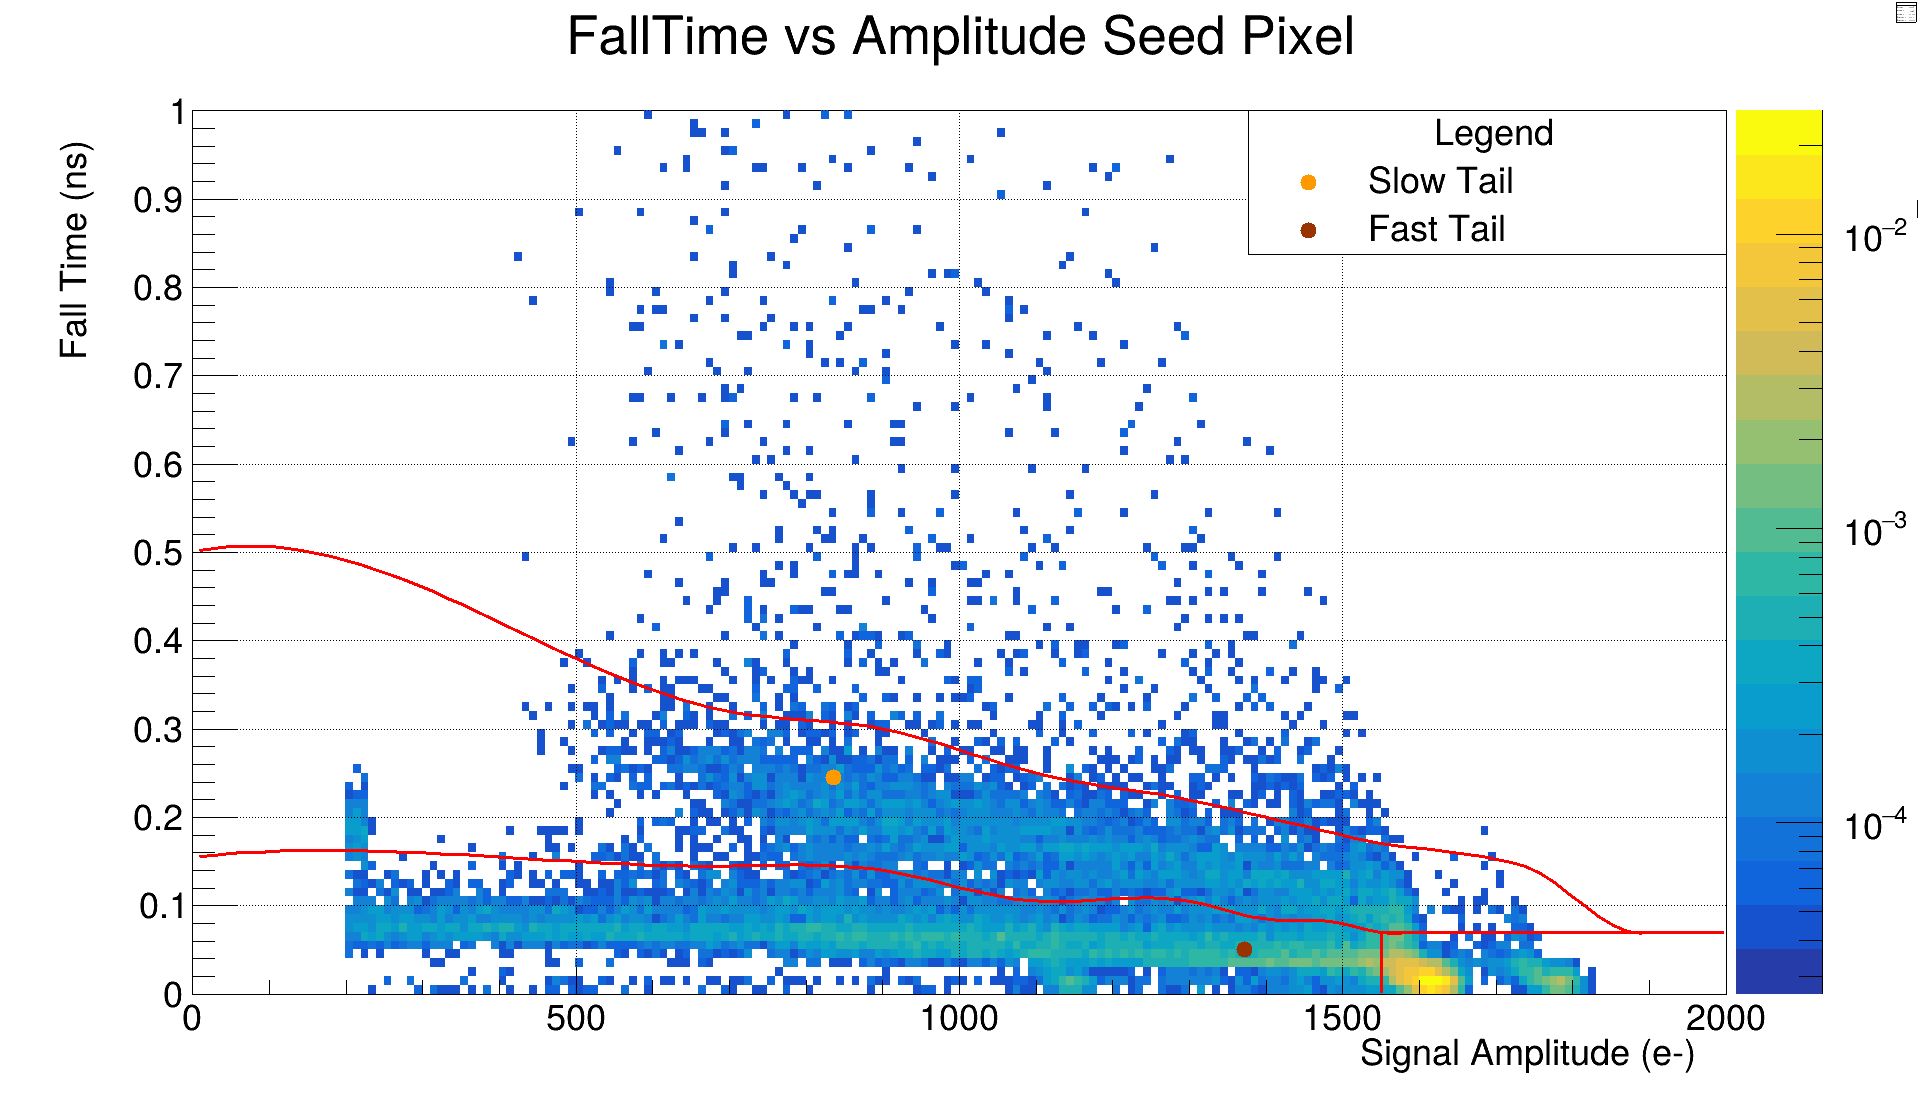 FallTime vs Amplitude Seed Pixel
Fall Time (ns)
1
0.9
0.8
0.7
0.6
0.5
0.4
0.3
0.2
0.1
0
0 500 1000 1500 2000
Signal Amplitude (e-)
Legend
Slow Tail
Fast Tail
10⁻²
10⁻³
10⁻⁴